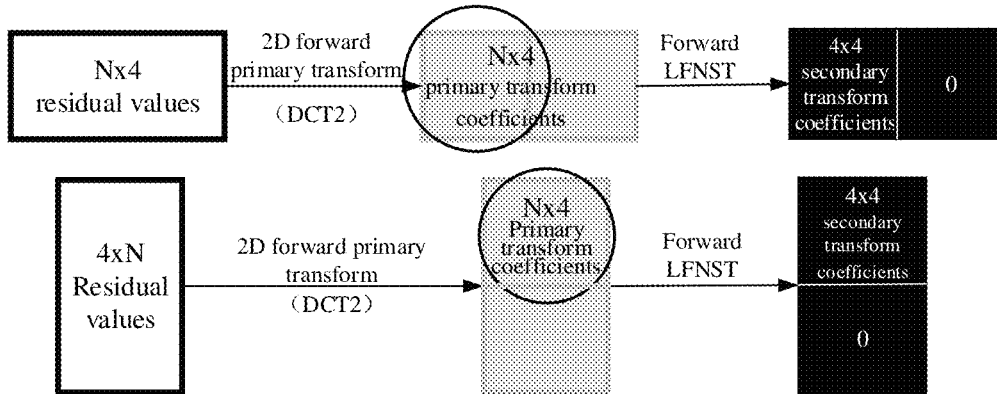 Nx4
residual values
2D forward
primary transform
（DCT2）
Nx4
primary transform
coefficients
Forward
LFNST
4x4
secondary
transform
coefficients
0
4xN
Residual
values
2D forward primary
transform
（DCT2）
Nx4
Primary
transform
coefficients
Forward
LFNST
4x4
secondary
transform
coefficients
0